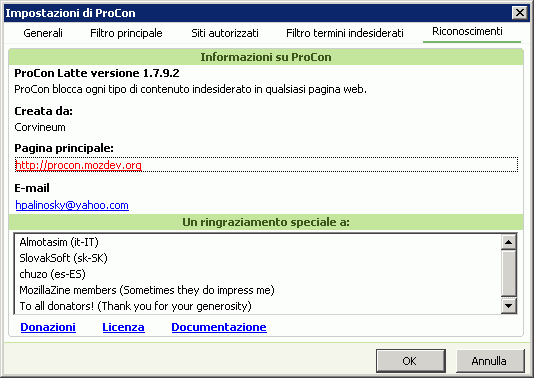 Impostazioni di ProCon
Generali Filtro principale Siti autorizzati Filtro termini indesiderati Riconoscimenti
Informazioni su ProCon
ProCon Latte versione 1.7.9.2
ProCon blocca ogni tipo di contenuto indesiderato in qualsiasi pagina web.
Creata da:
Corvineum
Pagina principale:
http://procon.mozdev.org
E-mail
hpalinosky@yahoo.com
Un ringraziamento speciale a:
Almotasim (it-IT)
SlovakSoft (sk-SK)
chuzo (es-ES)
MozillaZine members (Sometimes they do impress me)
To all donators! (Thank you for your generosity)
Donazioni Licenza Documentazione
OK Annulla